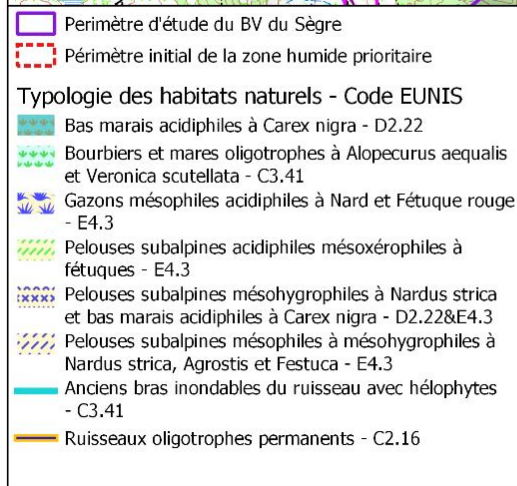 Perimètre d'étude du BV du Sègre
Périmètre initial de la zone humide prioritaire
Typologie des habitats naturels - Code EUNIS
Bas marais acidiphiles à Carex nigra - D2.22
Bourbiers et mares oligotrophes à Alopecurus aequalis
et Veronica scutellata - C3.41
Gazons mésophiles acidiphiles à Nard et Fétuque rouge
- E4.3
Pelouses subalpines acidiphiles mésoxérophiles à
fétuques - E4.3
Pelouses subalpines mésohygrophiles à Nardus strica
et bas marais acidiphiles à Carex nigra - D2.22&E4.3
Pelouses subalpines mésophiles à mésohygrophiles à
Nardus strica, Agrostis et Festuca - E4.3
Anciens bras inondables du ruisseau avec hélophytes
- C3.41
Ruisseaux oligotrophes permanents - C2.16